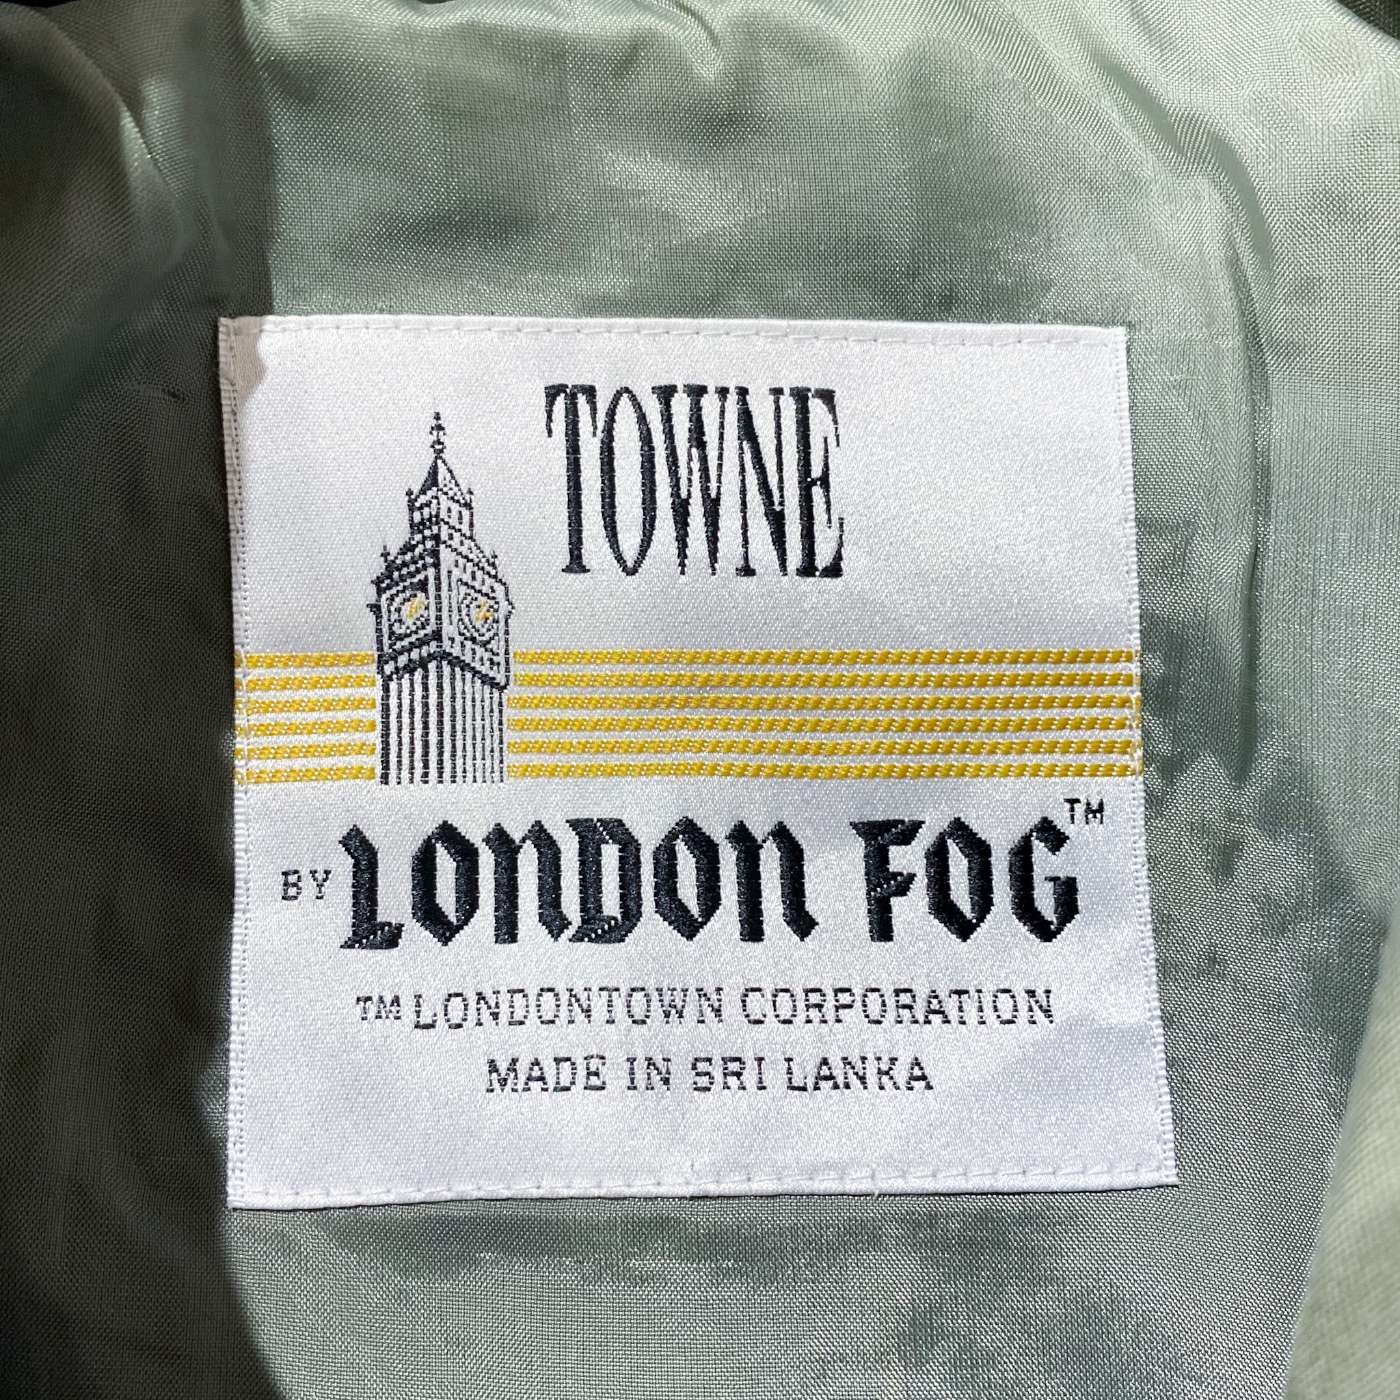 TOWNE
BY LONDON FOG™
™ LONDONTOWN CORPORATION
MADE IN SRI LANKA